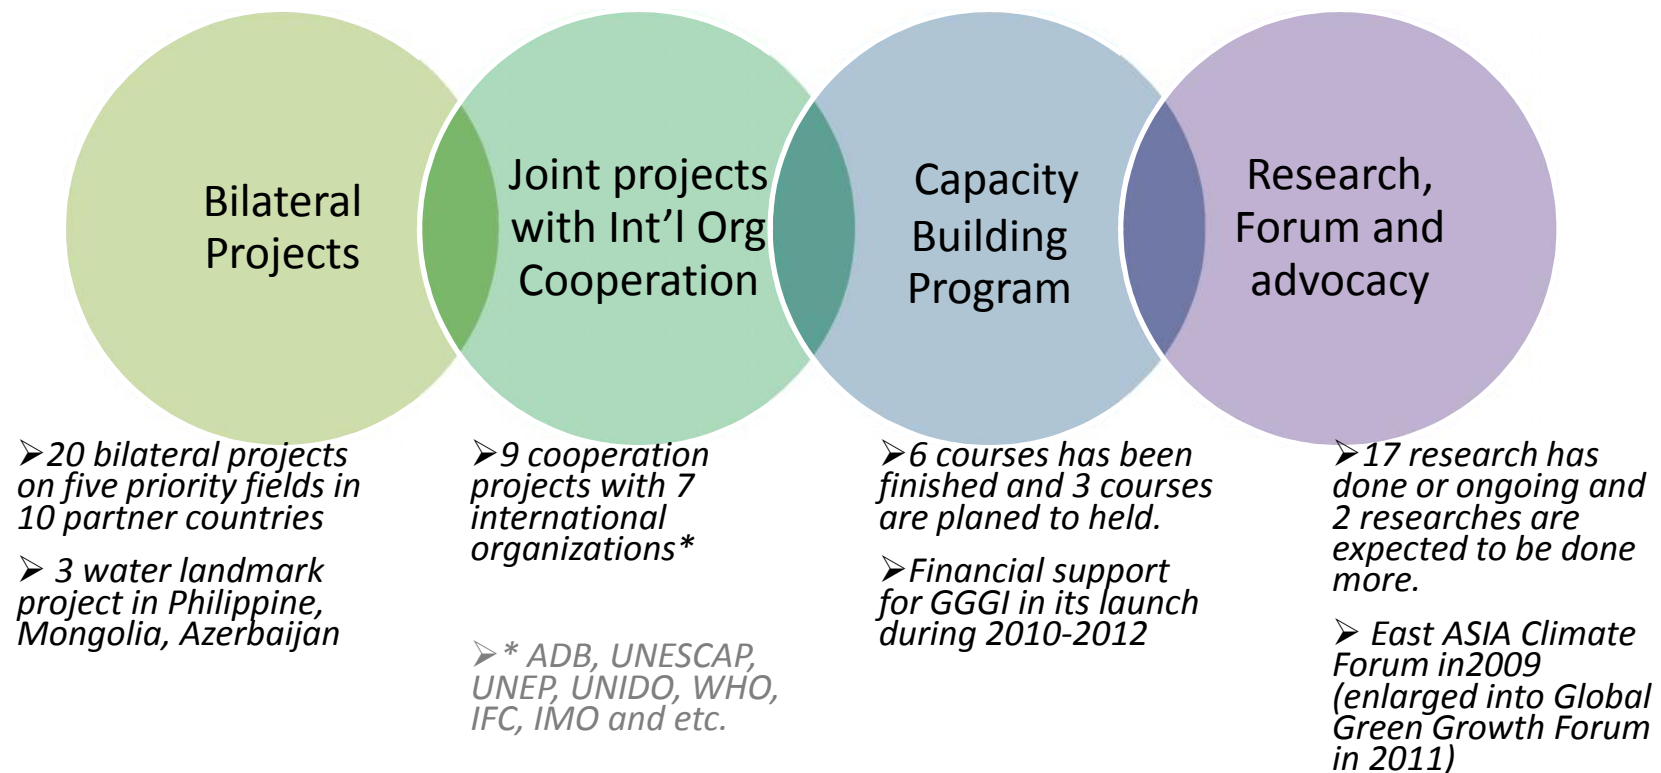 Bilateral
Projects
Joint projects
with Int’l Org
Cooperation
Capacity
Building
Program
Research,
Forum and
advocacy
➢20 bilateral projects
on five priority fields in
10 partner countries
➢ 3 water landmark
project in Philippine,
Mongolia, Azerbaijan
➢9 cooperation
projects with 7
international
organizations*
➢* ADB, UNESCAP,
UNEP, UNIDO, WHO,
IFC, IMO and etc.
➢6 courses has been
finished and 3 courses
are planed to held.
➢Financial support
for GGGI in its launch
during 2010-2012
➢17 research has
done or ongoing and
2 researches are
expected to be done
more.
➢ East ASIA Climate
Forum in2009
(enlarged into Global
Green Growth Forum
in 2011)